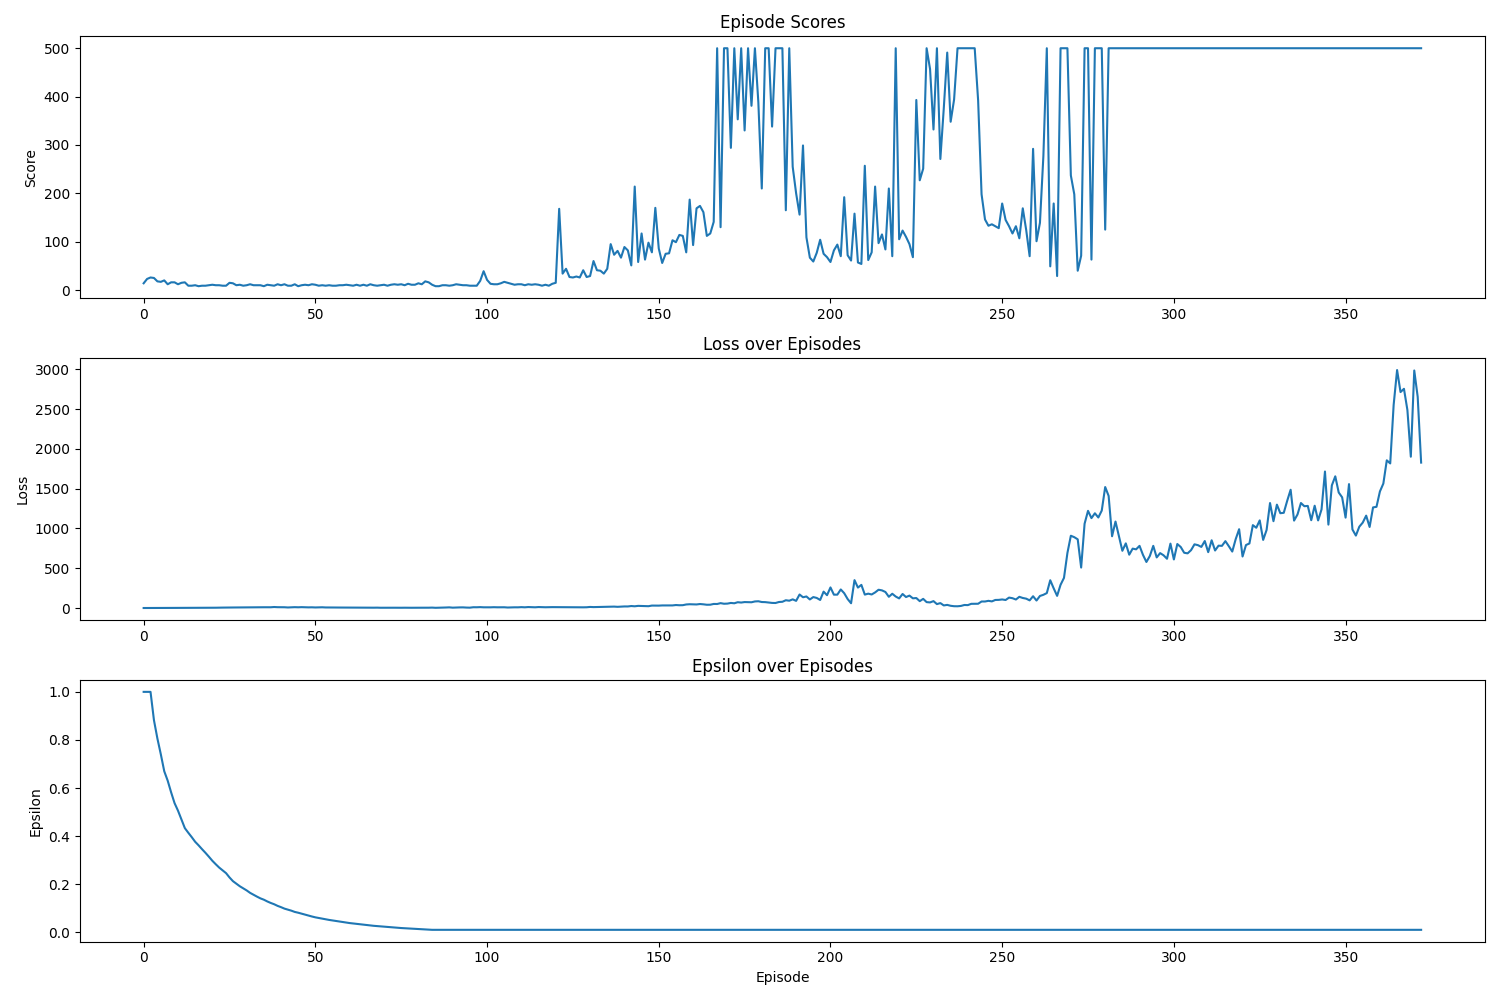 Episode Scores
500
400
300
200
100
0
Score
0 50 100 150 200 250 300 350
Loss over Episodes
3000
2500
2000
1500
1000
500
0
Loss
0 50 100 150 200 250 300 350
Epsilon over Episodes
1.0
0.8
0.6
0.4
0.2
0.0
Epsilon
0 50 100 150 200 250 300 350
Episode